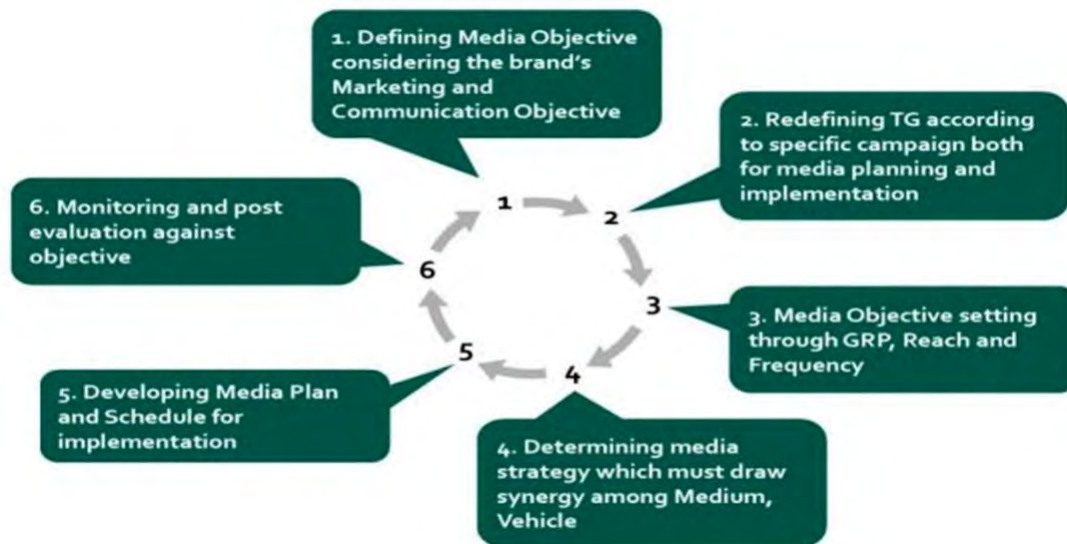 1. Defining Media Objective
considering the brand's
Marketing and
Communication Objective
2. Redefining TG according
to specific campaign both
for media planning and
implementation
3. Media Objective setting
through GRP, Reach and
Frequency
4. Determining media
strategy which must draw
synergy among Medium,
Vehicle
5. Developing Media Plan
and Schedule for
implementation
6. Monitoring and post
evaluation against
objective
1
2
3
4
5
6